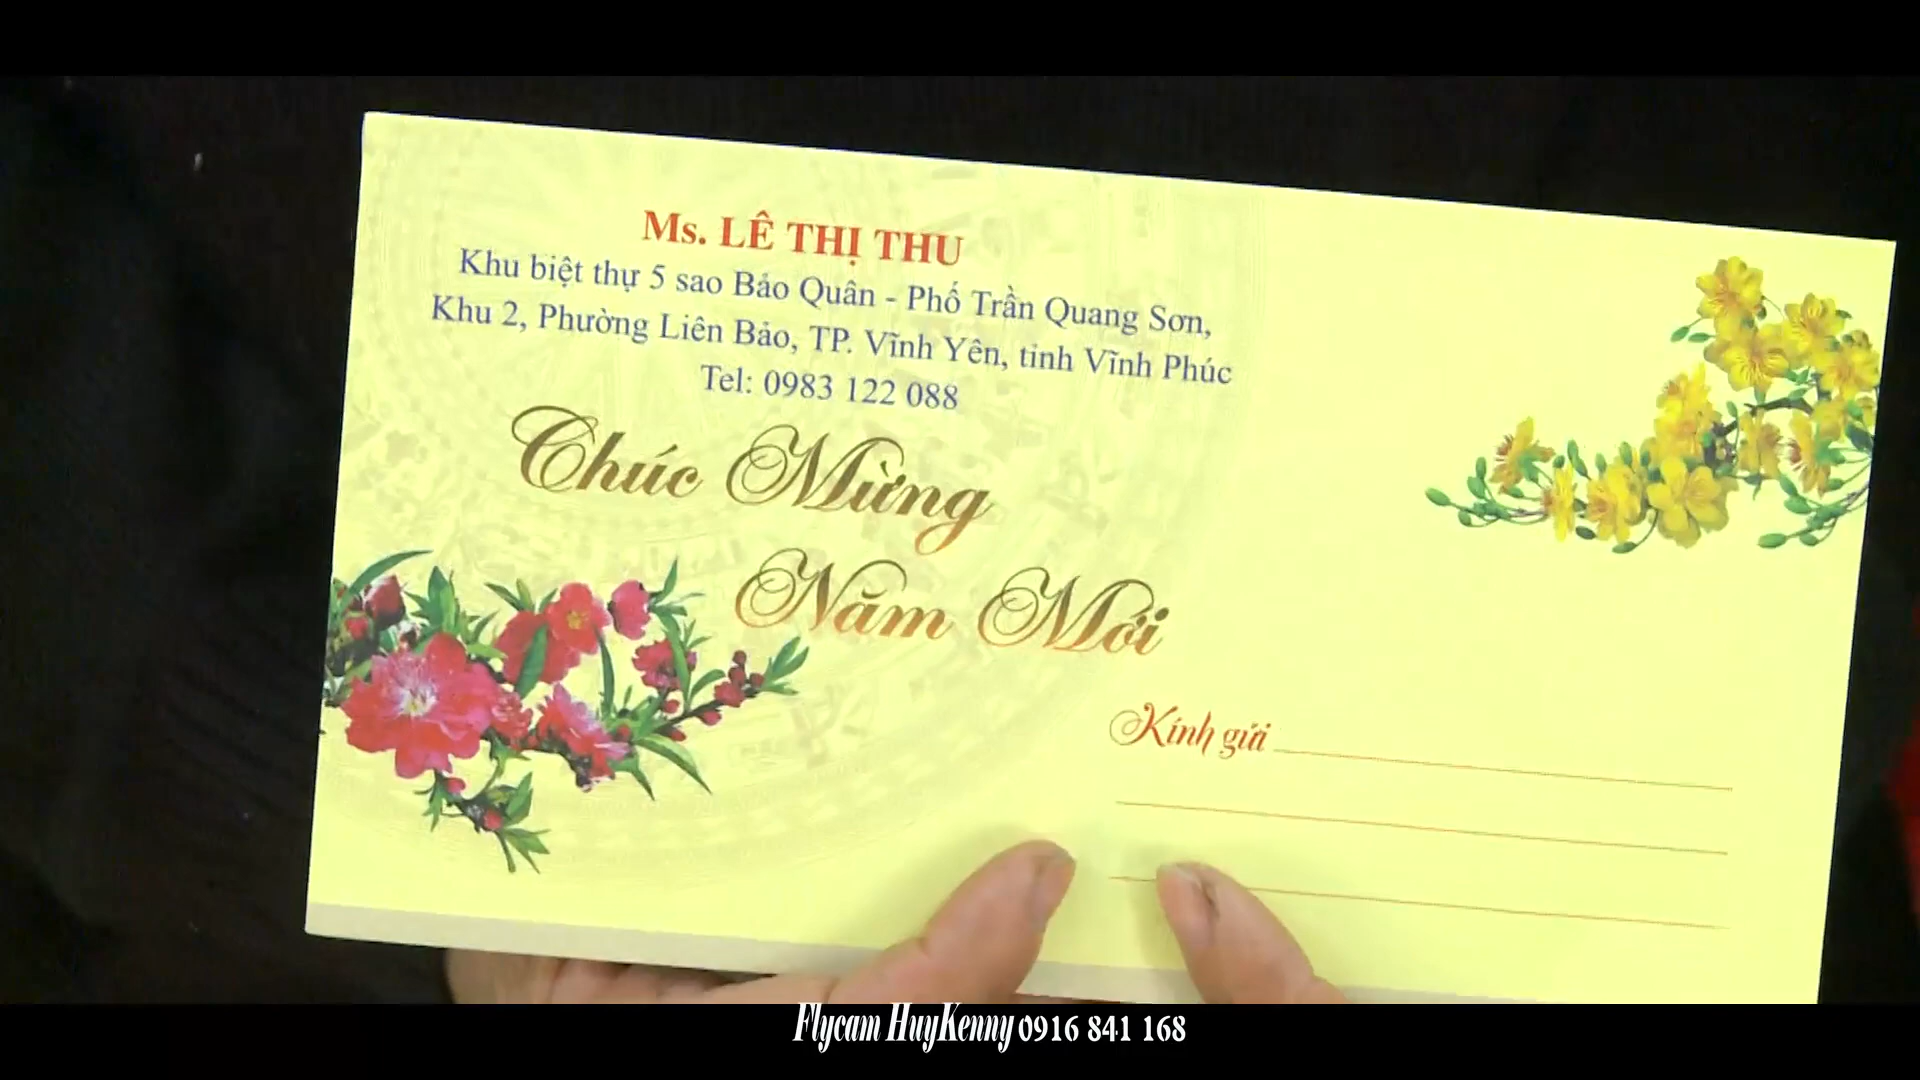 Ms. LÊ THỊ THU
Khu biệt thự 5 sao Bảo Quân - Phố Trần Quang Sơn,
Khu 2, Phường Liên Bảo, TP. Vĩnh Yên, tỉnh Vĩnh Phúc
Tel: 0983 122 088
Chúc Mừng
Năm Mới
Kính gửi
Flycam HuyKenny 0916 841 168